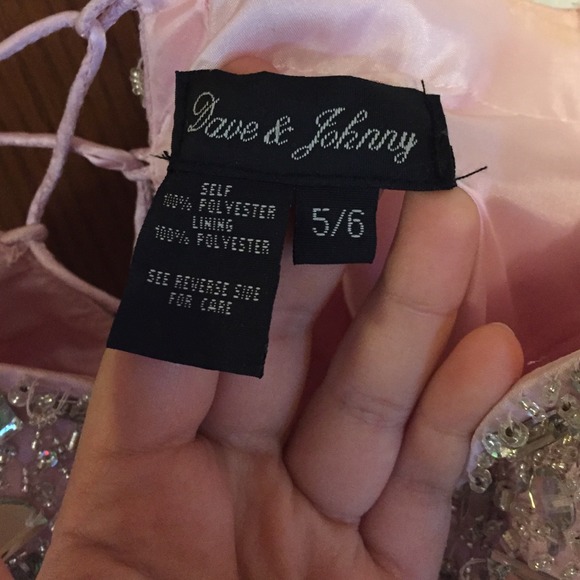 Dave & Johnny
SELF
100% POLYESTER
LINING
100% POLYESTER
SEE REVERSE SIDE
FOR CARE
5/6